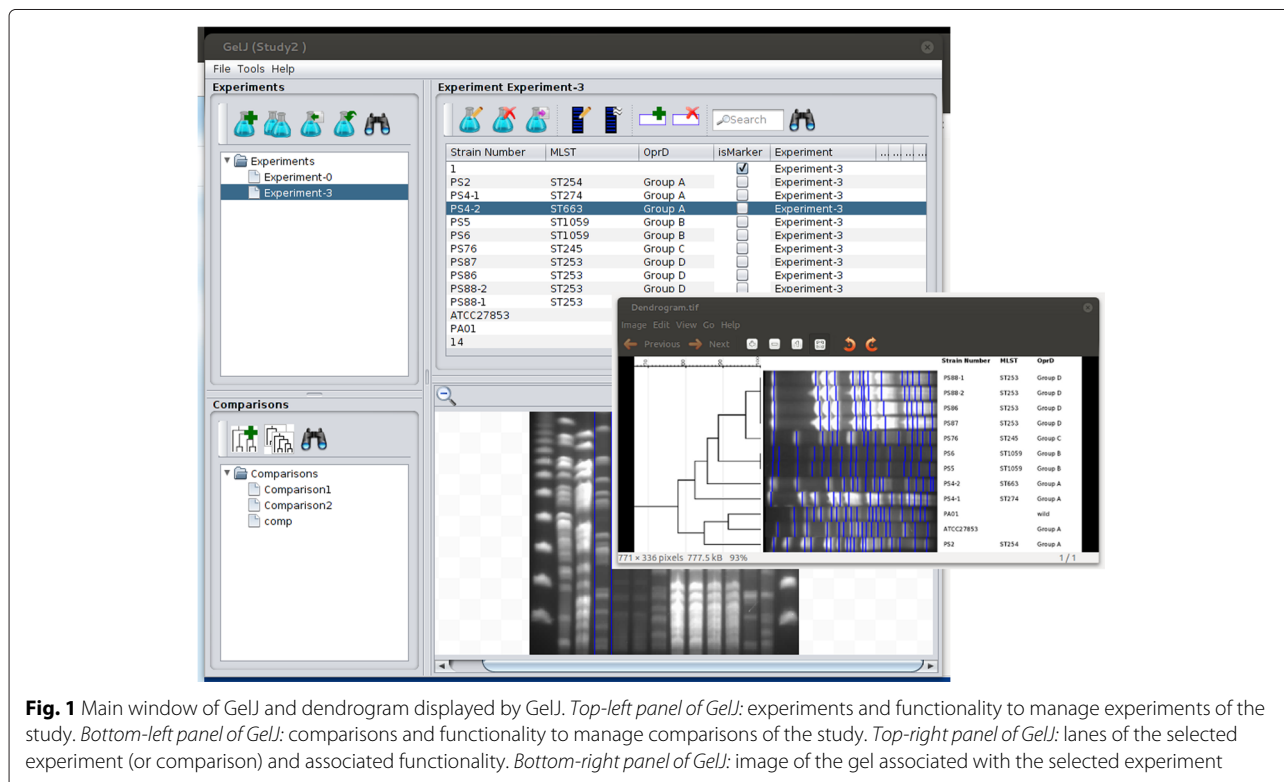 GelJ (Study2 )
File Tools Help
Experiments
Experiments
Experiment-0
Experiment-3
Experiment Experiment-3
Search
Strain Number MLST OprD isMarker Experiment ... ... ... ...
1 Experiment-3
PS2 ST254 Group A Experiment-3
PS4-1 ST274 Group A Experiment-3
PS4-2 ST663 Group A Experiment-3
PS5 ST1059 Group B Experiment-3
PS6 ST1059 Group B Experiment-3
PS76 ST245 Group C Experiment-3
PS87 ST253 Group D Experiment-3
PS86 ST253 Group D Experiment-3
PS88-2 ST253 Group D Experiment-3
PS88-1 ST253
ATCC27853
PA01
14
Comparisons
Comparisons
Comparison1
Comparison2
comp
Dendrogram.tif
Image Edit View Go Help
Previous Next
Strain Number MLST OprD
PS88-1 ST253 Group D
PS88-2 ST253 Group D
PS86 ST253 Group D
PS87 ST253 Group D
PS76 ST245 Group C
PS6 ST1059 Group B
PS5 ST1059 Group B
PS4-2 ST663 Group A
PS4-1 ST274 Group A
PA01 wild
ATCC27853 Group A
PS2 ST254 Group A
771 × 336 pixels 777.5 kB 93% 1 / 1
Fig. 1 Main window of GelJ and dendrogram displayed by GelJ. Top-left panel of GelJ: experiments and functionality to manage experiments of the
study. Bottom-left panel of GelJ: comparisons and functionality to manage comparisons of the study. Top-right panel of GelJ: lanes of the selected
experiment (or comparison) and associated functionality. Bottom-right panel of GelJ: image of the gel associated with the selected experiment